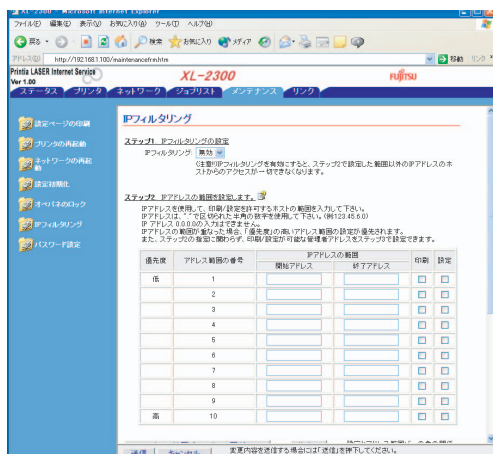 XL-2300 - Microsoft Internet Explorer
ファイル(F) 編集(E) 表示(V) お気に入り(A) ツール(T) ヘルプ(H)
戻る 検索 お気に入り メディア
アドレス(D) http://192.168.1.100/maintenancefrm.htm 移動 リンク
Printia LASER Internet Service
Ver 1.00
XL-2300
FUJITSU
ステータス プリンタ ネットワーク ジョブリスト メンテナンス リンク
設定ページの印刷
プリンタの再起動
ネットワークの再起動
設定初期化
オペパネのロック
IPフィルタリング
パスワード設定
IPフィルタリング
ステップ1 IPフィルタリングの設定
IPフィルタリング: 無効
(注意!!)IPフィルタリングを有効にすると、ステップ2で設定した範囲以外のIPアドレスのホ
ストからのアクセスが一切できなくなります。
ステップ2 IPアドレスの範囲を設定します。
IPアドレスを使用して、印刷/設定を許可するホストの範囲を入力して下さい。
IPアドレスは、"."で区切られた半角の数字を使用して下さい。(例123.45.6.0)
IP アドレス 0.0.0.0の入力はできません。
IPアドレスの範囲が重なった場合、「優先度」の高いアドレス範囲の設定が優先されます。
また、ステップ2の指定に関わらず、印刷/設定が可能な管理者アドレスをステップ3で設定できます。
優先度 アドレス範囲の番号 IPアドレスの範囲 印刷 設定
開始アドレス 終了アドレス
低 1
2
3
4
5
6
7
8
9
高 10
送信 キャンセル 変更内容を送信する場合には「送信」を押下してください。